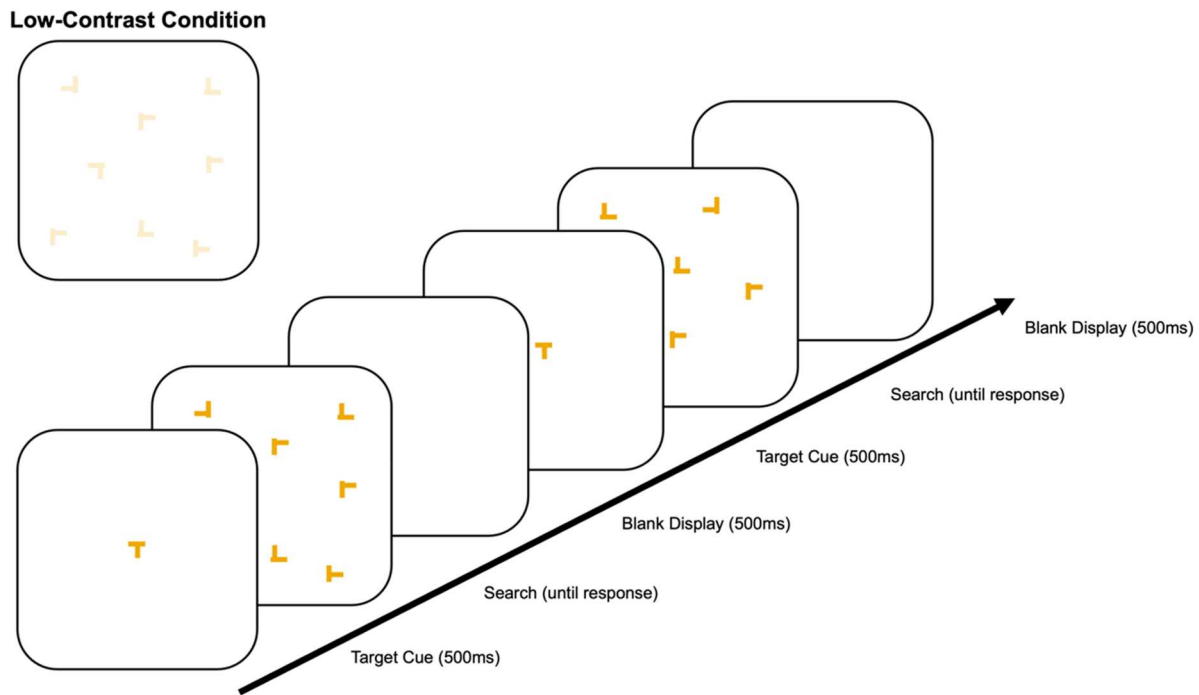 Low-Contrast Condition
Blank Display (500ms)
Search (until response)
Target Cue (500ms)
Blank Display (500ms)
Search (until response)
Target Cue (500ms)